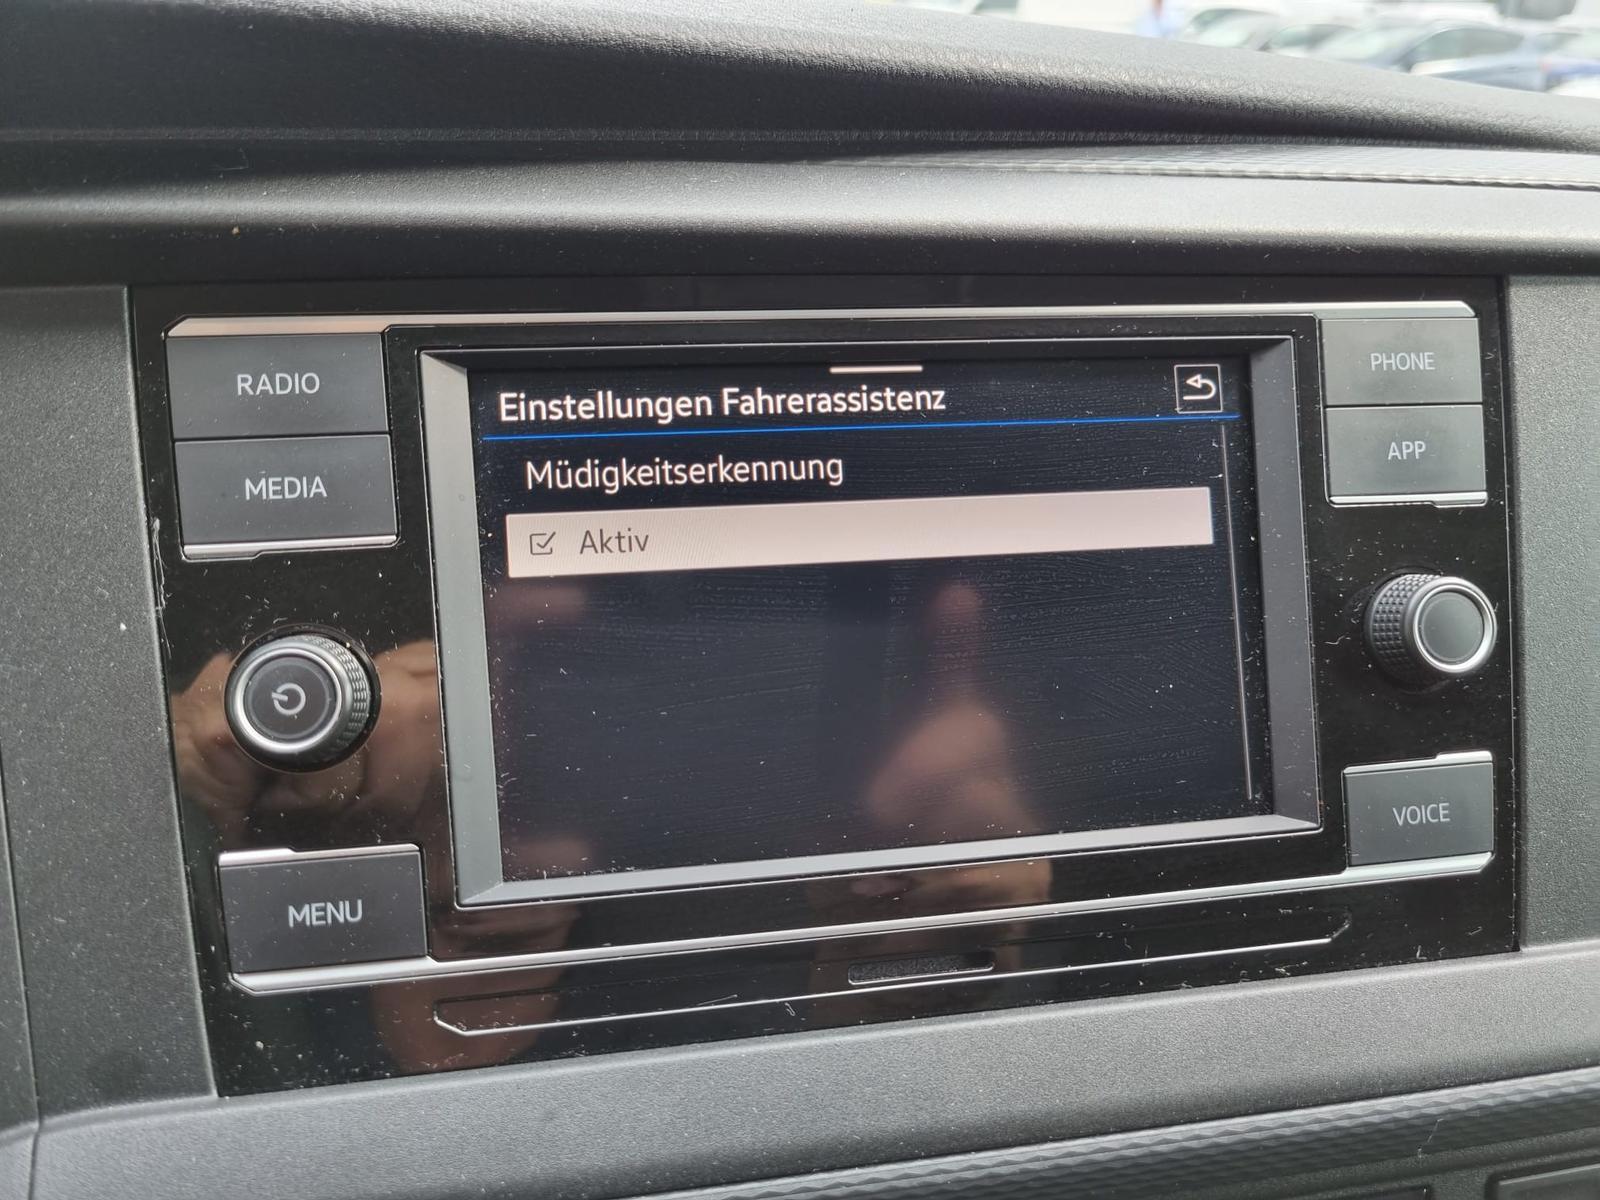 RADIO
MEDIA
MENU
Einstellungen Fahrerassistenz
Müdigkeitserkennung
Aktiv
PHONE
APP
VOICE